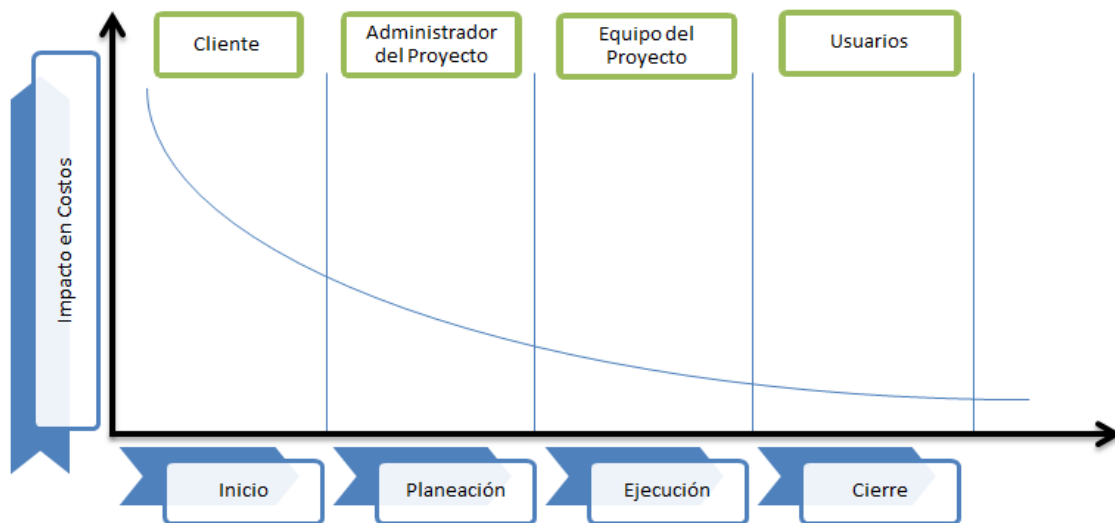 Cliente
Administrador
del Proyecto
Equipo del
Proyecto
Usuarios
Impacto en Costos
Inicio
Planeación
Ejecución
Cierre